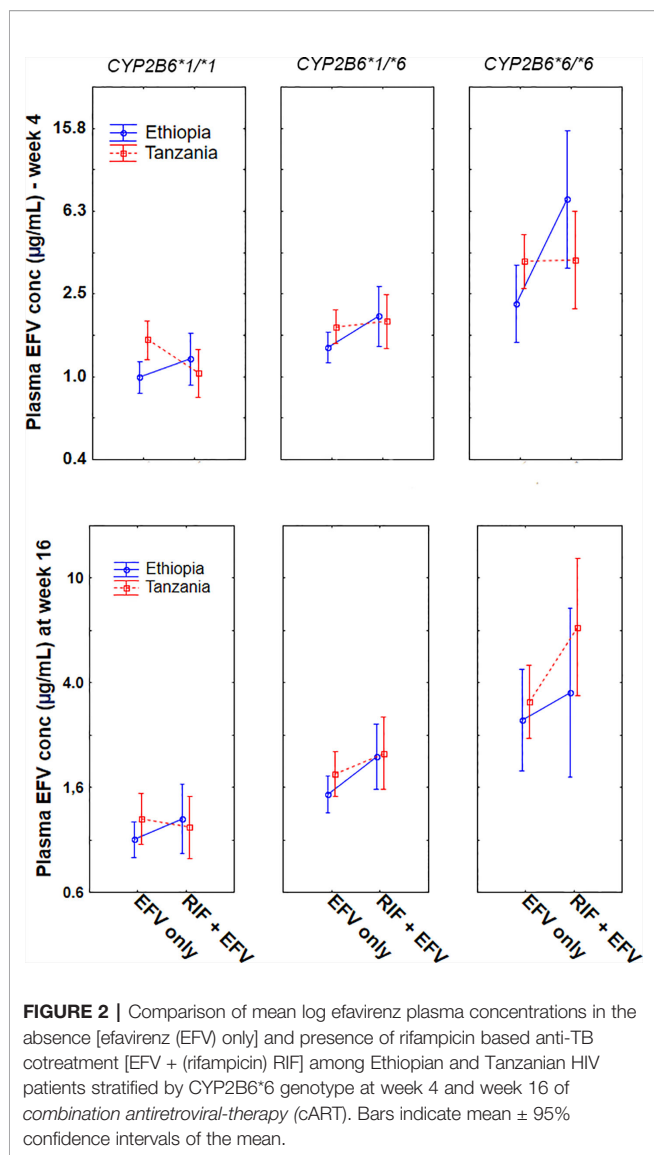 CYP2B6*1/*1
CYP2B6*1/*6
CYP2B6*6/*6
Plasma EFV conc (µg/mL) - week 4
15.8
6.3
2.5
1.0
0.4
Ethiopia
Tanzania
Plasma EFV conc (µg/mL) at week 16
10
4.0
1.6
0.6
Ethiopia
Tanzania
EFV only
RIF + EFV
EFV only
RIF + EFV
EFV only
RIF + EFV
FIGURE 2 | Comparison of mean log efavirenz plasma concentrations in the
absence [efavirenz (EFV) only] and presence of rifampicin based anti-TB
cotreatment [EFV + (rifampicin) RIF] among Ethiopian and Tanzanian HIV
patients stratified by CYP2B6*6 genotype at week 4 and week 16 of
combination antiretroviral-therapy (cART). Bars indicate mean ± 95%
confidence intervals of the mean.